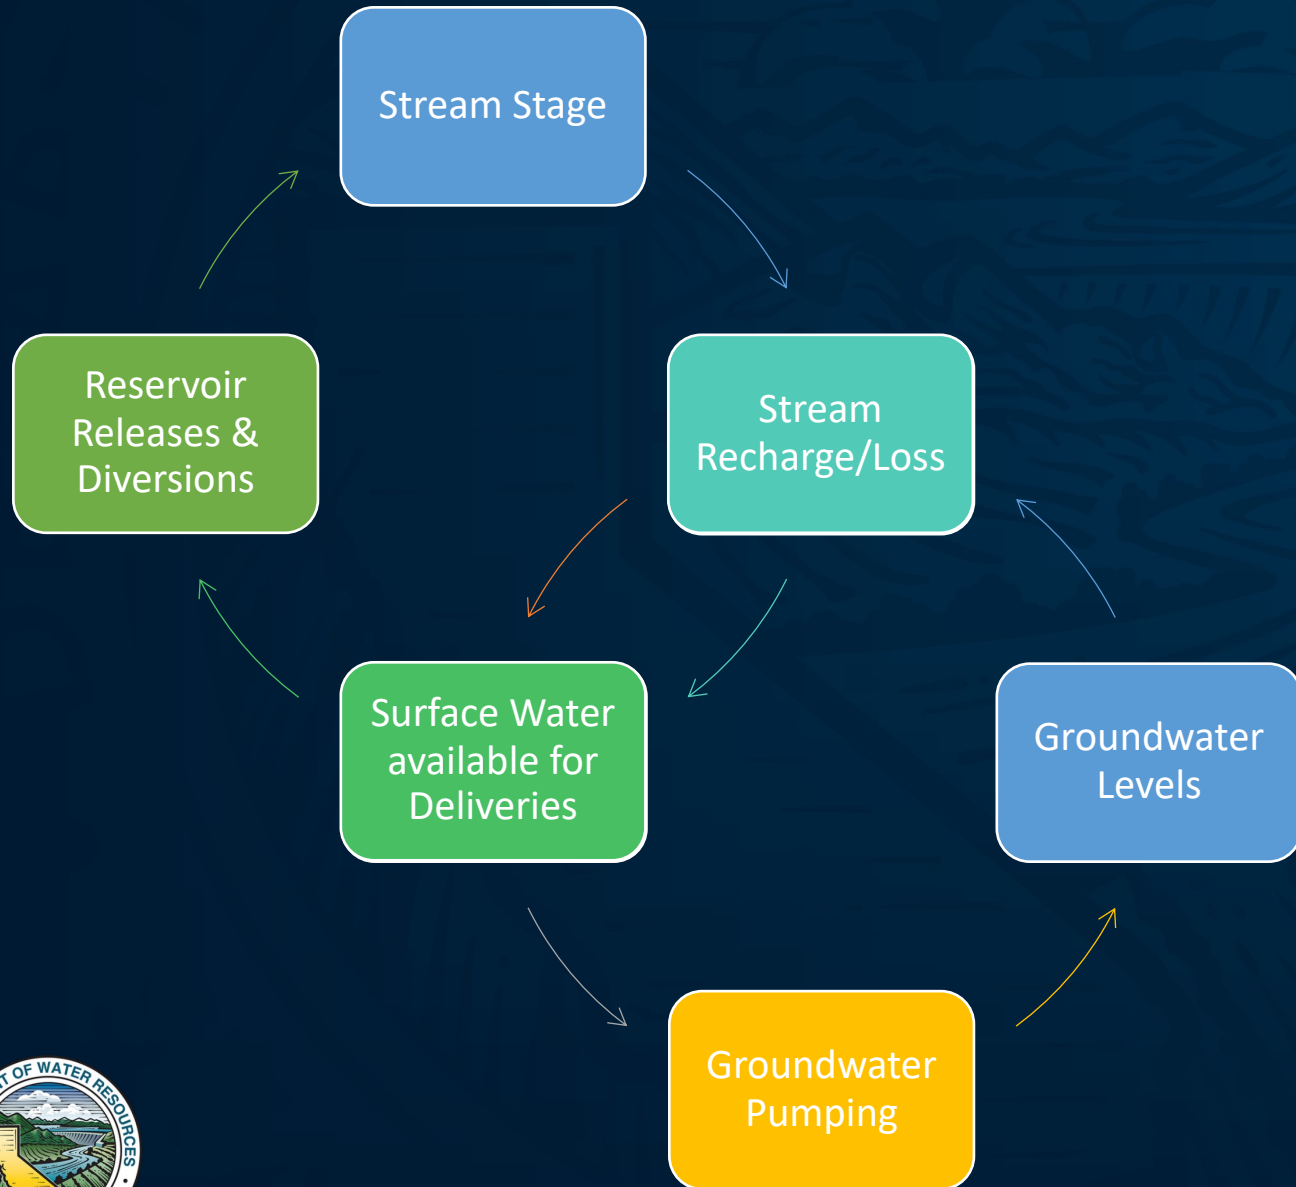 Stream Stage
Reservoir
Releases &
Diversions
Stream
Recharge/Loss
Surface Water
available for
Deliveries
Groundwater
Levels
Groundwater
Pumping
OF WATER RESOURCES